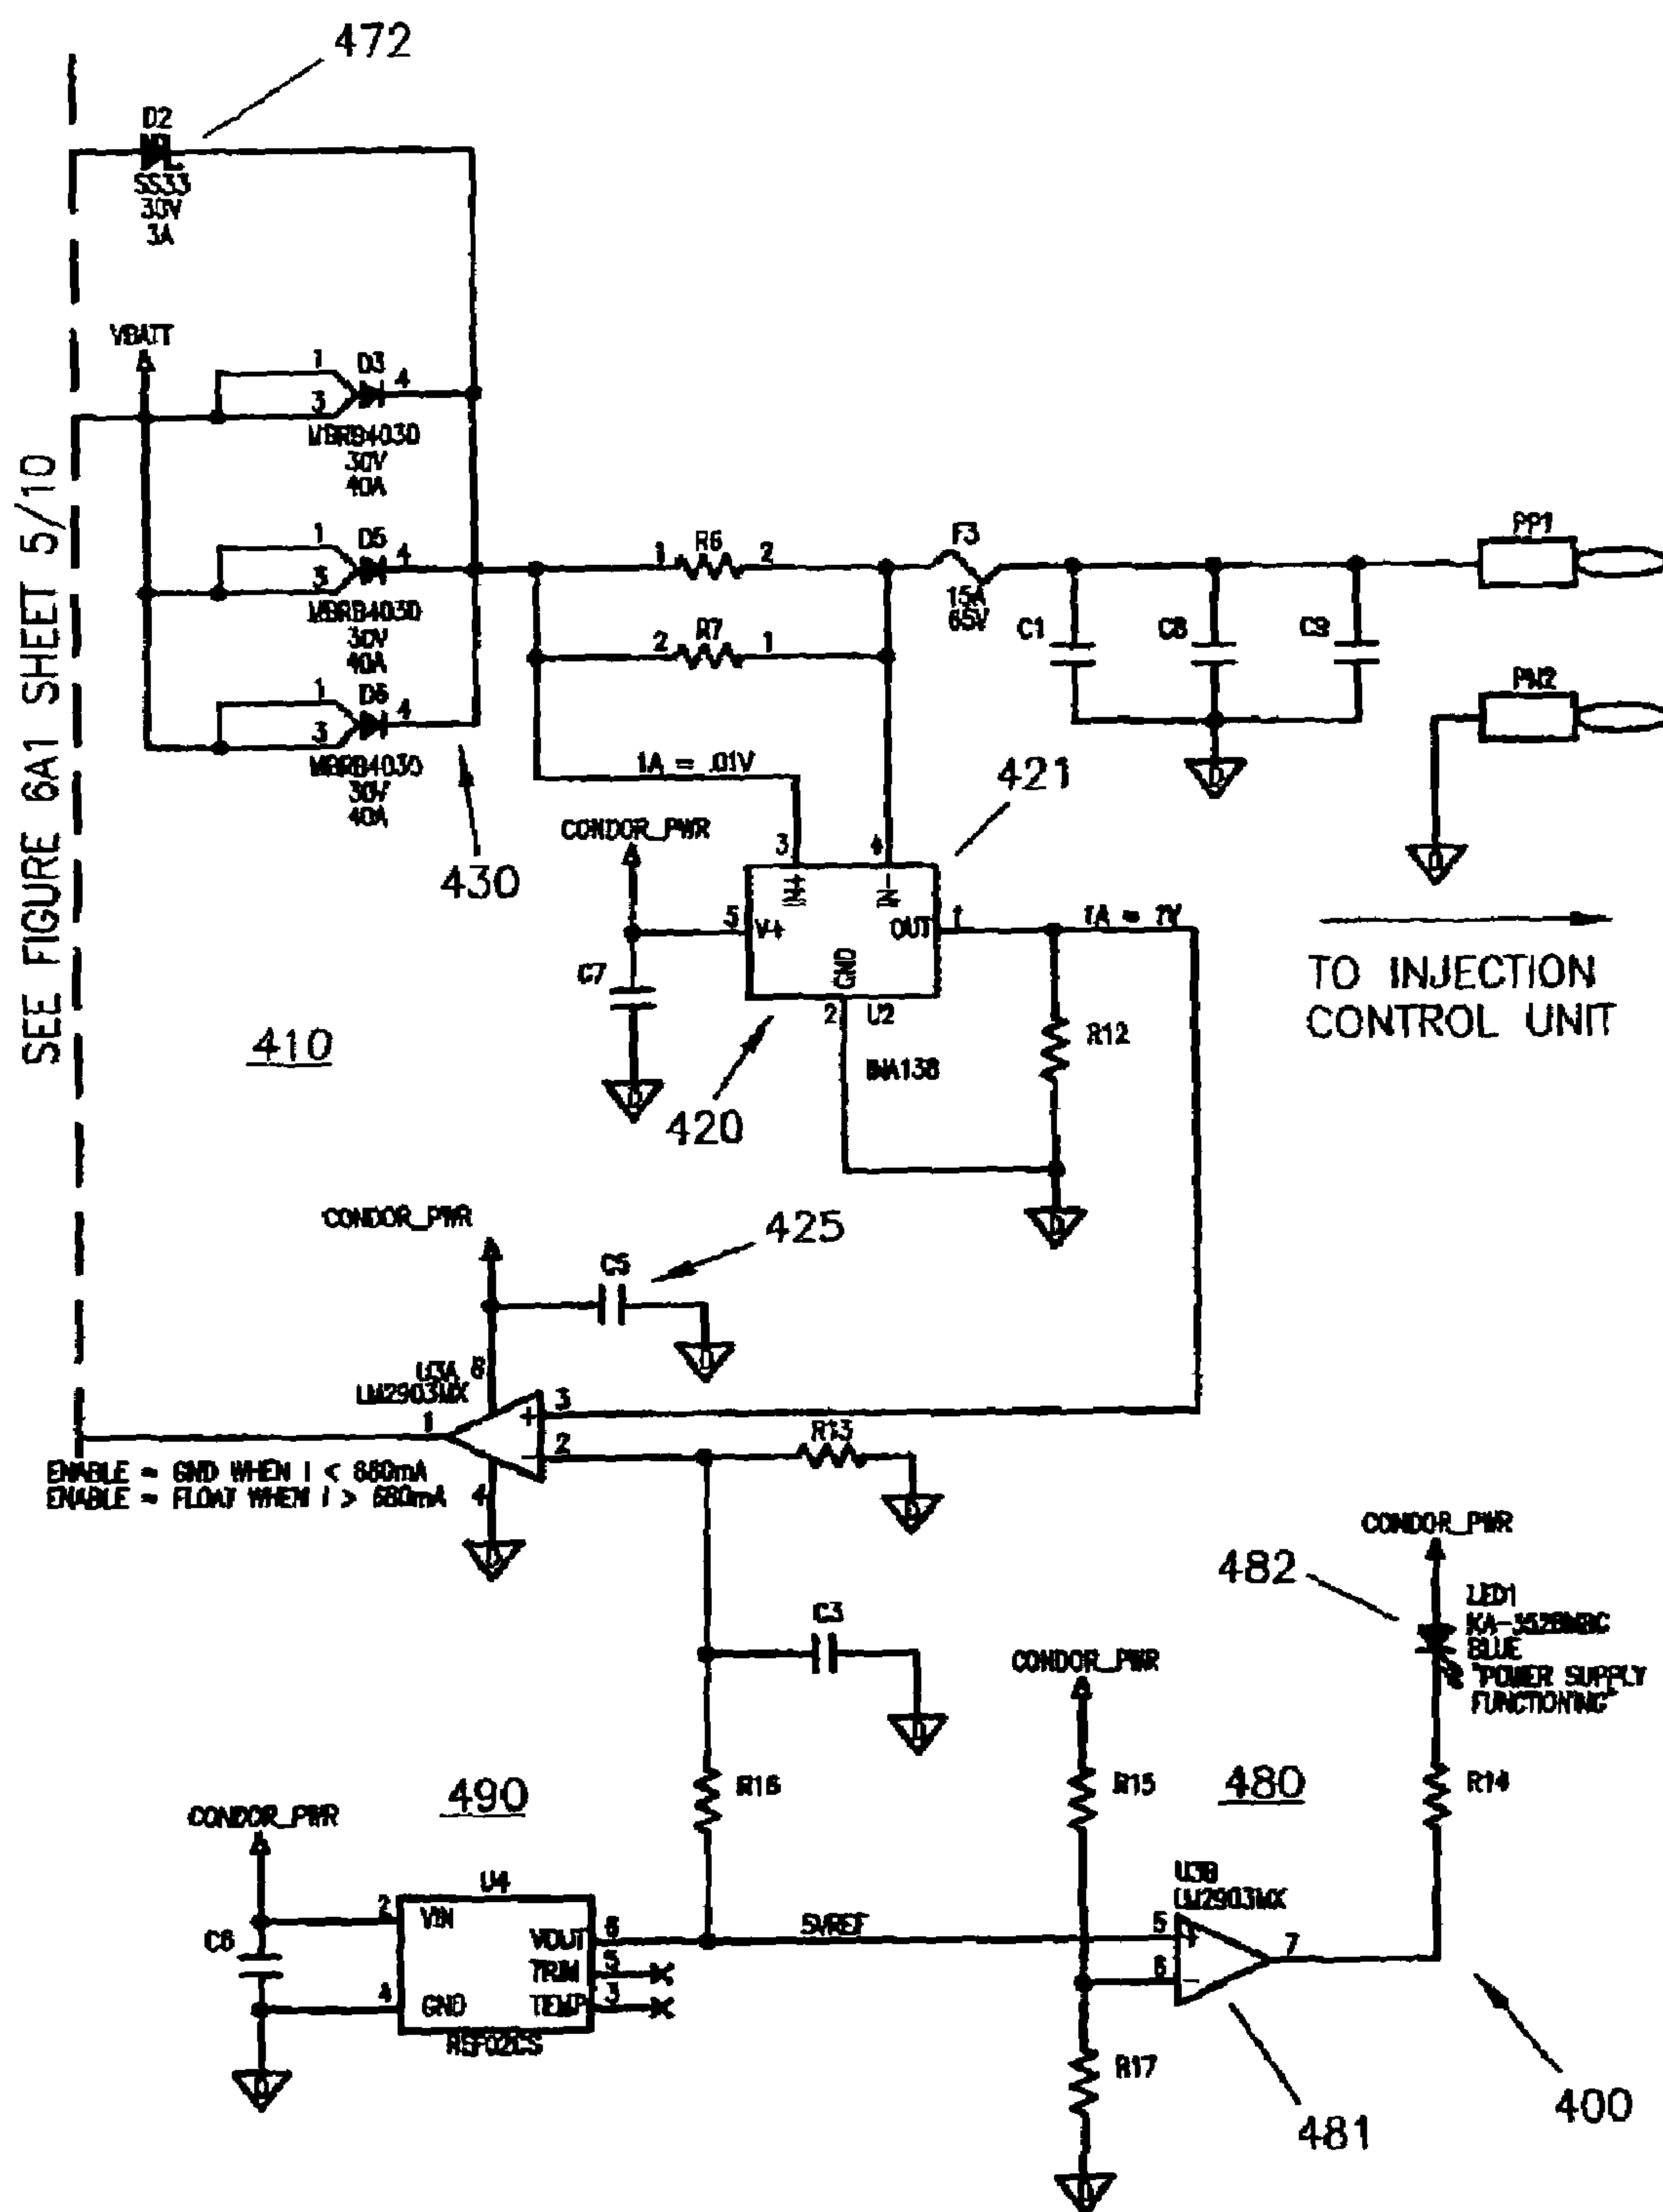 472
D2
SS33
30V
3A
VBATT
1
D3
4
3
MBRB4030
30V
40A
SEE FIGURE 6A1 SHEET 5/10
1
D5
4
3
MBRB4030
30V
40A
1
D6
4
3
MBRB4030
30V
40A
430
1
R6
2
2
R7
1
F3
15A
65V
C1
C8
C9
PP1
PN2
1A = .01V
421
CONDOR_PWR
3
4
IN+
IN-
5
V+
OUT
1
1A = 1V
GND
C7
2
U2
INA138
R12
420
410
TO INJECTION
CONTROL UNIT
CONDOR_PWR
425
C5
U3A
8
LM2903MX
1
+
3
-
2
R13
4
ENABLE = GND WHEN I < 680mA
ENABLE = FLOAT WHEN I > 680mA
CONDOR_PWR
482
LED1
BLUE
"POWER SUPPLY
FUNCTIONING"
C3
CONDOR_PWR
R16
R15
480
R14
490
CONDOR_PWR
U4
2
VIN
VOUT
6
5VREF
TRIM
5
TEMP
3
C6
4
GND
U3B
LM2903MX
5
+
6
-
7
R17
481
400